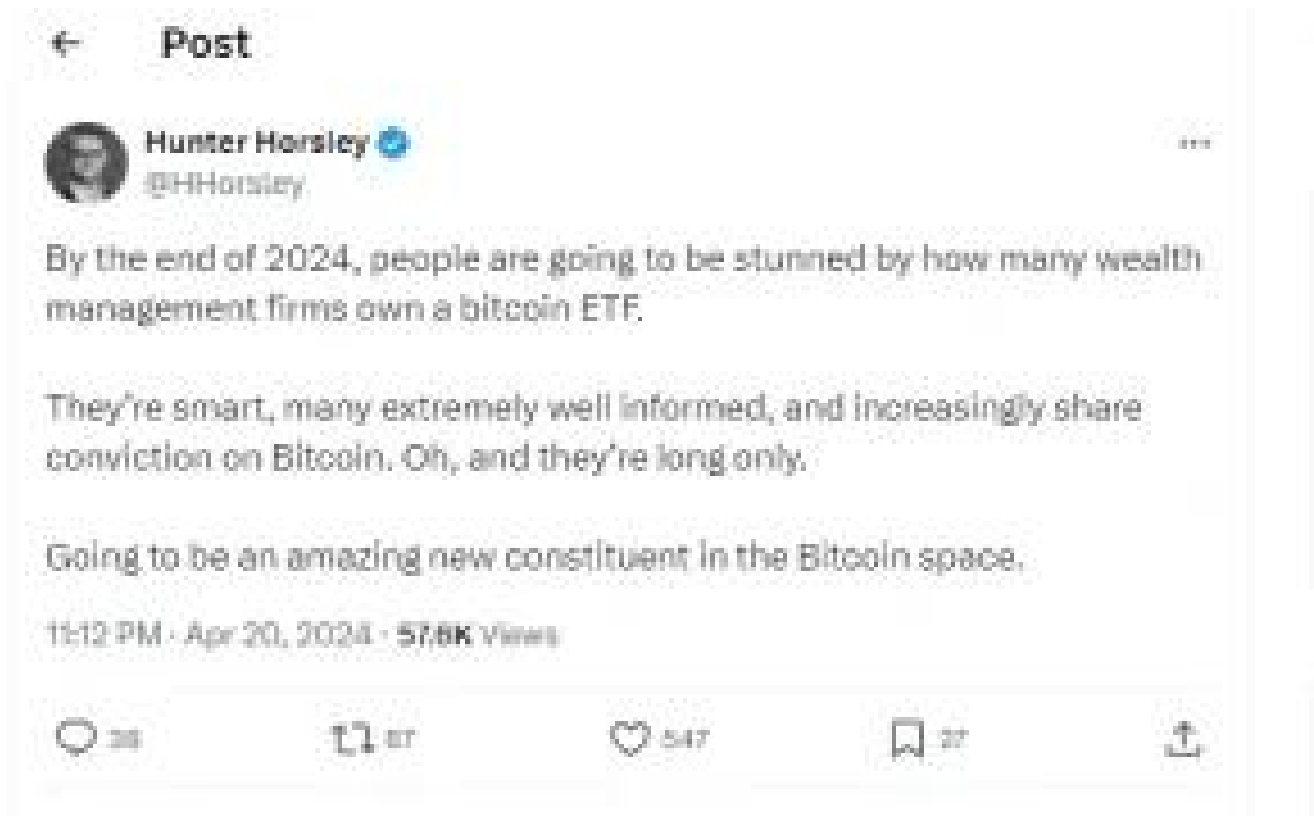 Post
Hunter Horsley
@HHorsley
By the end of 2024, people are going to be stunned by how many wealth
management firms own a bitcoin ETF.
They're smart, many extremely well informed, and increasingly share
conviction on Bitcoin. Oh, and they're long only.
Going to be an amazing new constituent in the Bitcoin space.
11:12 PM · Apr 20, 2024 · Views
547